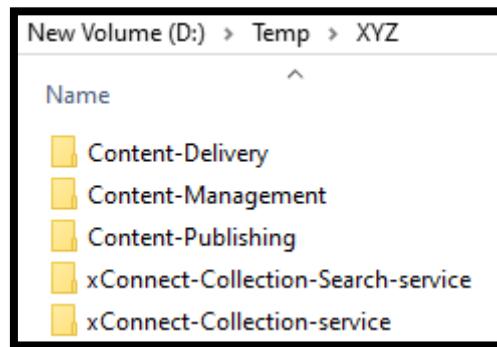 New Volume (D:) > Temp > XYZ
Name
Content-Delivery
Content-Management
Content-Publishing
xConnect-Collection-Search-service
xConnect-Collection-service